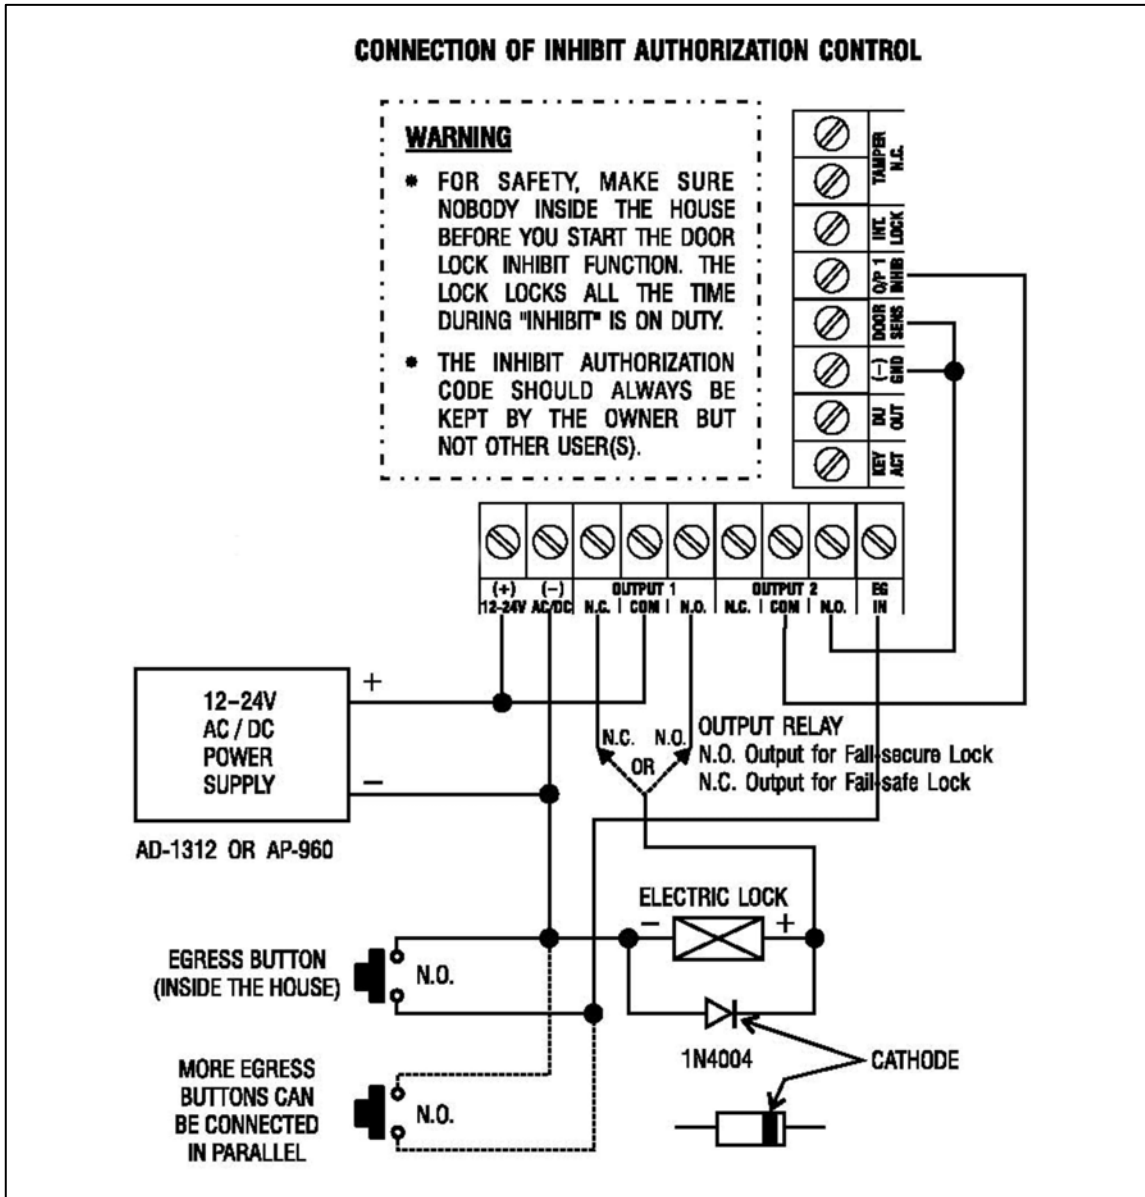 CONNECTION OF INHIBIT AUTHORIZATION CONTROL
WARNING
* FOR SAFETY, MAKE SURE
NOBODY INSIDE THE HOUSE
BEFORE YOU START THE DOOR
LOCK INHIBIT FUNCTION. THE
LOCK LOCKS ALL THE TIME
DURING "INHIBIT" IS ON DUTY.
* THE INHIBIT AUTHORIZATION
CODE SHOULD ALWAYS BE
KEPT BY THE OWNER BUT
NOT OTHER USER(S).
TAMPER
N.C.
INT.
LOCK
O/P 1
INHIB
DOOR
SENS
(-)
GND
DU
OUT
KEY
ACT
(+) (-) OUTPUT 1 OUTPUT 2 EG
12-24V AC/DC N.C. | COM | N.O. N.C. | COM | N.O. IN
12-24V
AC / DC
POWER
SUPPLY
+
−
AD-1312 OR AP-960
N.C. N.O.
OR
OUTPUT RELAY
N.O. Output for Fail-secure Lock
N.C. Output for Fail-safe Lock
ELECTRIC LOCK
− +
EGRESS BUTTON
(INSIDE THE HOUSE)
N.O.
1N4004
CATHODE
MORE EGRESS
BUTTONS CAN
BE CONNECTED
IN PARALLEL
N.O.